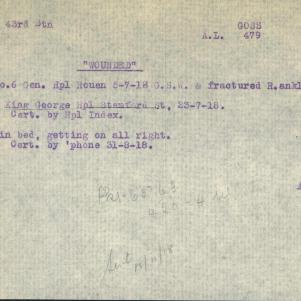 43rd Btn GOSS
A.L. 479
"WOUNDED"
o.6 Gen. Hpl Rouen 5-7-18 G.S.W. & fractured R.ankl
King George Hpl Stamford St, 23-7-18.
Cert. by Hpl Index.
in bed, getting on all right.
Cert. by 'phone 31-8-18.